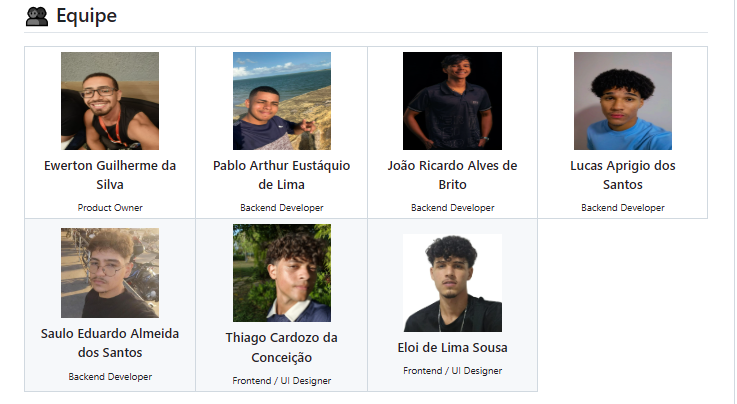 Equipe
Ewerton Guilherme da
Silva
Product Owner
Pablo Arthur Eustáquio
de Lima
Backend Developer
João Ricardo Alves de
Brito
Backend Developer
Lucas Aprigio dos
Santos
Backend Developer
Saulo Eduardo Almeida
dos Santos
Backend Developer
Thiago Cardozo da
Conceição
Frontend / UI Designer
Eloi de Lima Sousa
Frontend / UI Designer